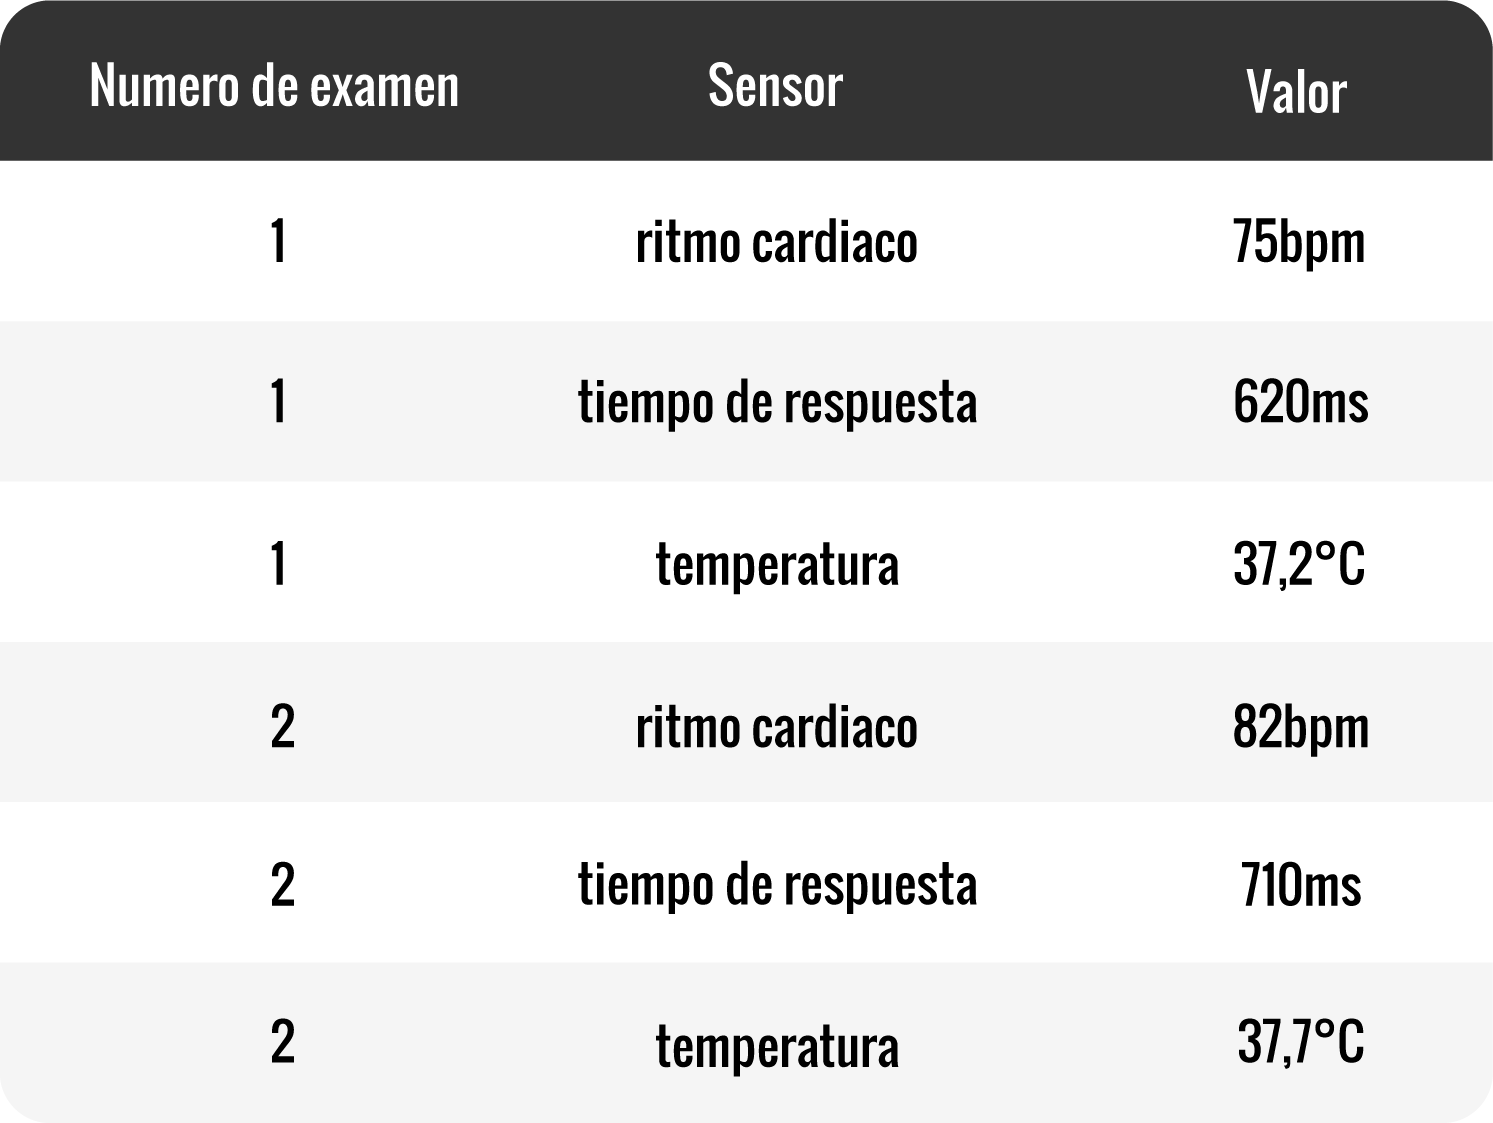 Numero de examen Sensor Valor
1 ritmo cardiaco 75bpm
1 tiempo de respuesta 620ms
1 temperatura 37,2°C
2 ritmo cardiaco 82bpm
2 tiempo de respuesta 710ms
2 temperatura 37,7°C